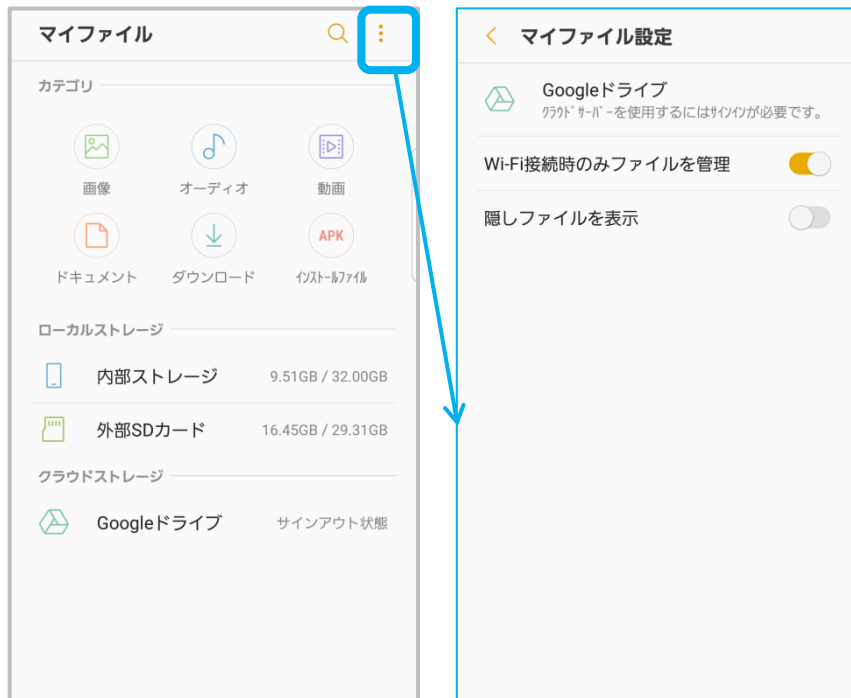 マイファイル
カテゴリ
画像 オーディオ 動画
APK
ドキュメント ダウンロード ｲﾝｽﾄｰﾙﾌｧｲﾙ
ローカルストレージ
内部ストレージ 9.51GB / 32.00GB
外部SDカード 16.45GB / 29.31GB
クラウドストレージ
Googleドライブ サインアウト状態
マイファイル設定
Googleドライブ
ｸﾗｳﾄﾞｻｰﾊﾞｰを使用するにはｻｲﾝｲﾝが必要です。
Wi-Fi接続時のみファイルを管理
隠しファイルを表示